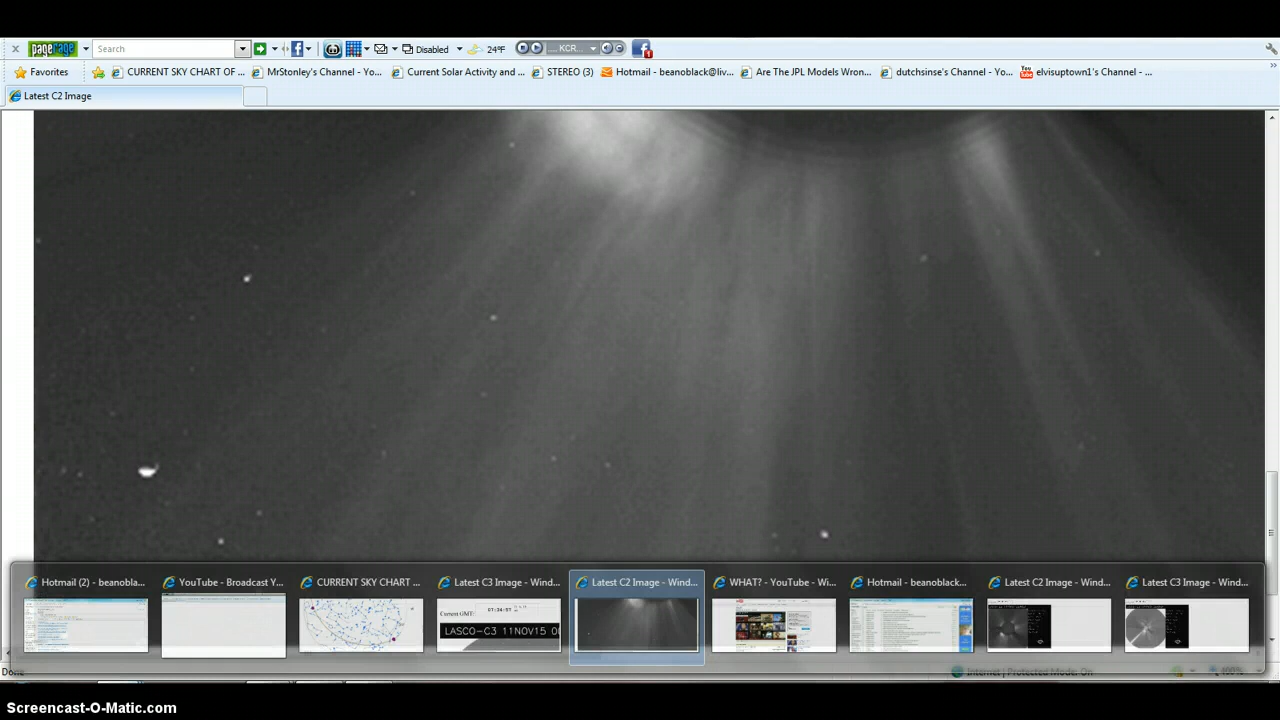 x pagerage Search Disabled 24°F ... KCR... 1
Favorites CURRENT SKY CHART OF ... MrStonley's Channel - Yo... Current Solar Activity and ... STEREO (3) Hotmail - beanoblack@liv... Are The JPL Models Wron... dutchsinse's Channel - Yo... You Tube elvisuptown1's Channel - ...
Latest C2 Image
Hotmail (2) - beanobla... YouTube - Broadcast Y... CURRENT SKY CHART ... Latest C3 Image - Wind... Latest C2 Image - Wind... WHAT? - YouTube - Wi... Hotmail - beanoblack... Latest C2 Image - Wind... Latest C3 Image - Wind...
Current GMT:
LASCO-C3 11NOV15
Done Internet | Protected Mode: On 400%
Screencast-O-Matic.com